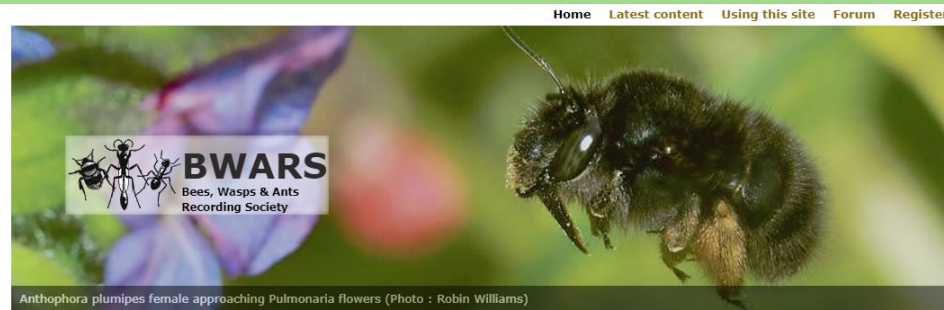 Home Latest content Using this site Forum Register
BWARS
Bees, Wasps & Ants
Recording Society
Anthophora plumipes female approaching Pulmonaria flowers (Photo : Robin Williams)